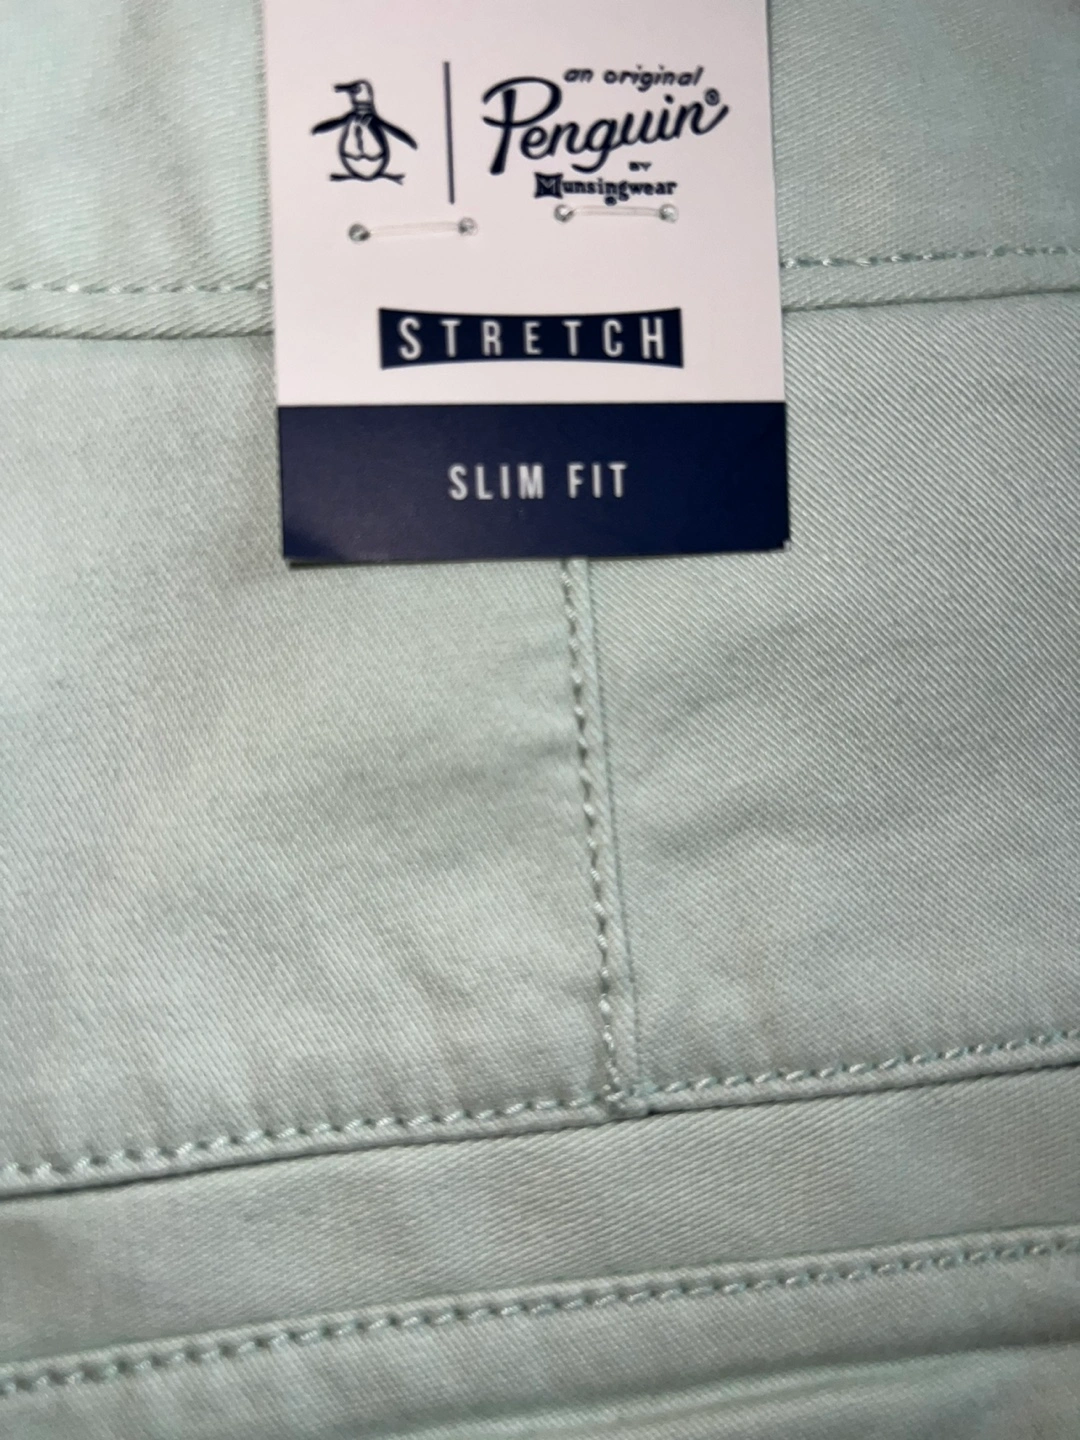 an original
Penguin®
BY
Munsingwear
STRETCH
SLIM FIT